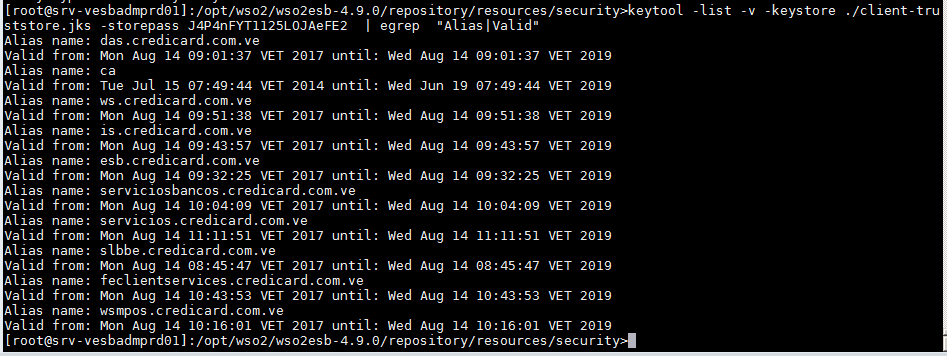 [root@srv-vesbadmprd01]:/opt/wso2/wso2esb-4.9.0/repository/resources/security>keytool -list -v -keystore ./client-tru
ststore.jks -storepass J4P4nFYT1125LOJAeFE2  | egrep  "Alias|Valid"
Alias name: das.credicard.com.ve
Valid from: Mon Aug 14 09:01:37 VET 2017 until: Wed Aug 14 09:01:37 VET 2019
Alias name: ca
Valid from: Tue Jul 15 07:49:44 VET 2014 until: Wed Jun 19 07:49:44 VET 2019
Alias name: ws.credicard.com.ve
Valid from: Mon Aug 14 09:51:38 VET 2017 until: Wed Aug 14 09:51:38 VET 2019
Alias name: is.credicard.com.ve
Valid from: Mon Aug 14 09:43:57 VET 2017 until: Wed Aug 14 09:43:57 VET 2019
Alias name: esb.credicard.com.ve
Valid from: Mon Aug 14 09:32:25 VET 2017 until: Wed Aug 14 09:32:25 VET 2019
Alias name: serviciosbancos.credicard.com.ve
Valid from: Mon Aug 14 10:04:09 VET 2017 until: Wed Aug 14 10:04:09 VET 2019
Alias name: servicios.credicard.com.ve
Valid from: Mon Aug 14 11:11:51 VET 2017 until: Wed Aug 14 11:11:51 VET 2019
Alias name: slbbe.credicard.com.ve
Valid from: Mon Aug 14 08:45:47 VET 2017 until: Wed Aug 14 08:45:47 VET 2019
Alias name: feclientservices.credicard.com.ve
Valid from: Mon Aug 14 10:43:53 VET 2017 until: Wed Aug 14 10:43:53 VET 2019
Alias name: wsmpos.credicard.com.ve
Valid from: Mon Aug 14 10:16:01 VET 2017 until: Wed Aug 14 10:16:01 VET 2019
[root@srv-vesbadmprd01]:/opt/wso2/wso2esb-4.9.0/repository/resources/security>